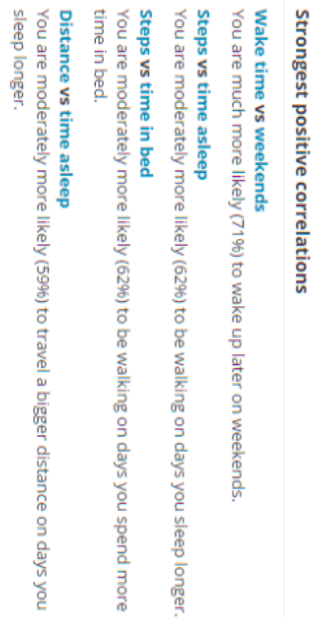 Strongest positive correlations
Wake time vs weekends
You are much more likely (71%) to wake up later on weekends.
Steps vs time asleep
You are moderately more likely (62%) to be walking on days you sleep longer.
Steps vs time in bed
You are moderately more likely (62%) to be walking on days you spend more
time in bed.
Distance vs time asleep
You are moderately more likely (59%) to travel a bigger distance on days you
sleep longer.